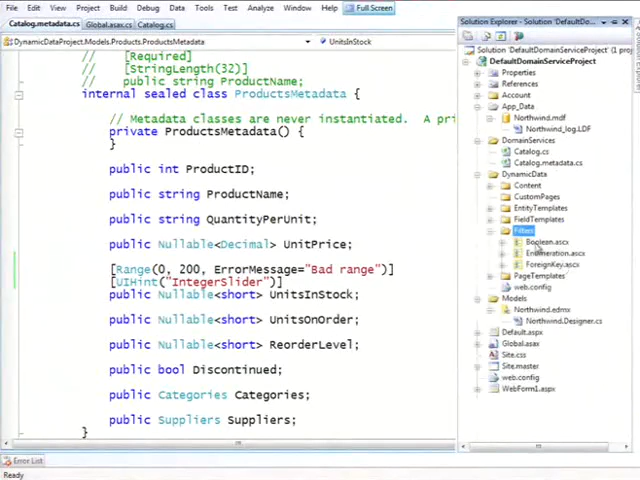 File Edit View Project Build Debug Data Tools Test Analyze Window Help Full Screen
Catalog.metadata.cs Global.asax.cs Catalog.cs
DynamicDataProject.Models.Products.ProductsMetadata UnitsInStock
// [Required]
// [StringLength(32)]
// public string ProductName;
internal sealed class ProductsMetadata {
// Metadata classes are never instantiated. A pri
private ProductsMetadata() {
}
public int ProductID;
public string ProductName;
public string QuantityPerUnit;
public Nullable<Decimal> UnitPrice;
[Range(0, 200, ErrorMessage="Bad range")]
[UIHint("IntegerSlider")]
public Nullable<short> UnitsInStock;
public Nullable<short> UnitsOnOrder;
public Nullable<short> ReorderLevel;
public bool Discontinued;
public Categories Categories;
public Suppliers Suppliers;
}
Error List
Ready
Solution Explorer - Solution 'DefaultDo...
Solution 'DefaultDomainServiceProject' (1
DefaultDomainServiceProject
Properties
References
Account
App_Data
Northwind.mdf
Northwind_log.LDF
DomainServices
Catalog.cs
Catalog.metadata.cs
DynamicData
Content
CustomPages
EntityTemplates
FieldTemplates
Filters
Boolean.ascx
Enumeration.ascx
ForeignKey.ascx
PageTemplates
web.config
Models
Northwind.edmx
Northwind.Designer.cs
Default.aspx
Global.asax
Site.css
Site.master
web.config
WebForm1.aspx